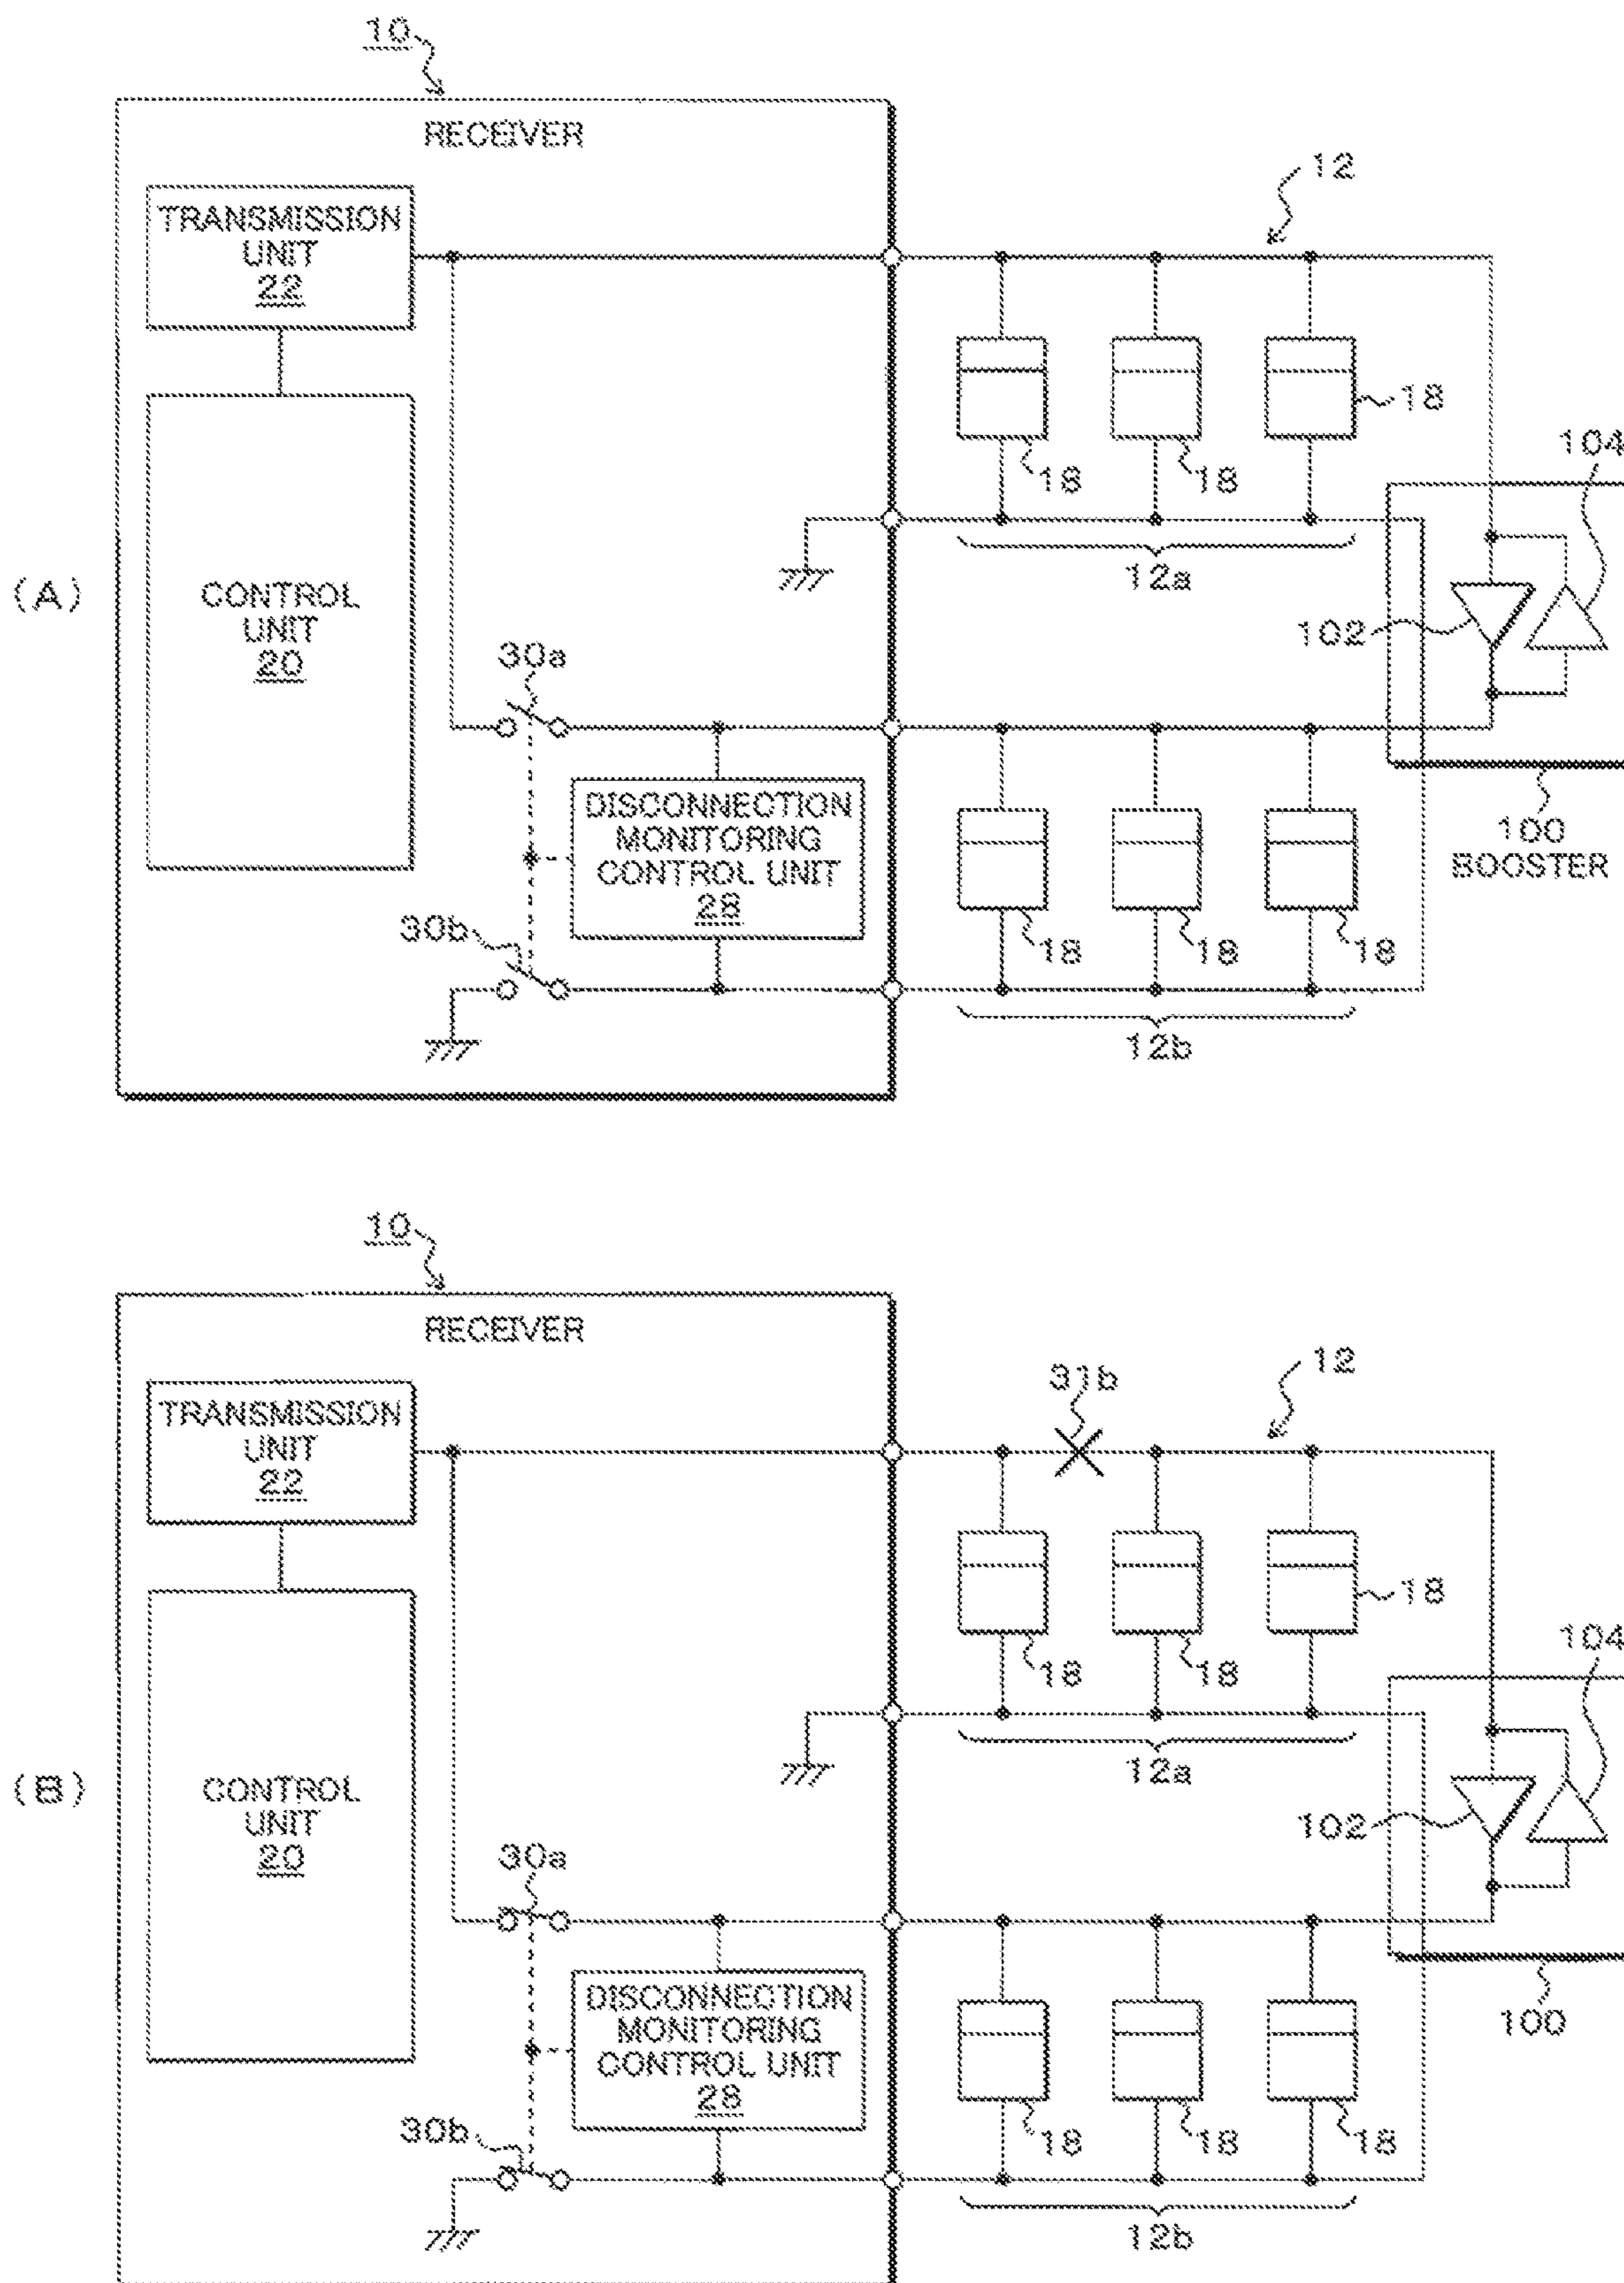 10
RECEIVER
12
TRANSMISSION
UNIT
22
18
104
18
18
12a
(A)
CONTROL
UNIT
20
102
30a
DISCONNECTION
MONITORING
CONTROL UNIT
28
100
BOOSTER
30b
18
18
18
12b
10
RECEIVER
31b
12
TRANSMISSION
UNIT
22
18
104
18
18
12a
(B)
CONTROL
UNIT
20
102
30a
DISCONNECTION
MONITORING
CONTROL UNIT
28
100
30b
18
18
18
12b